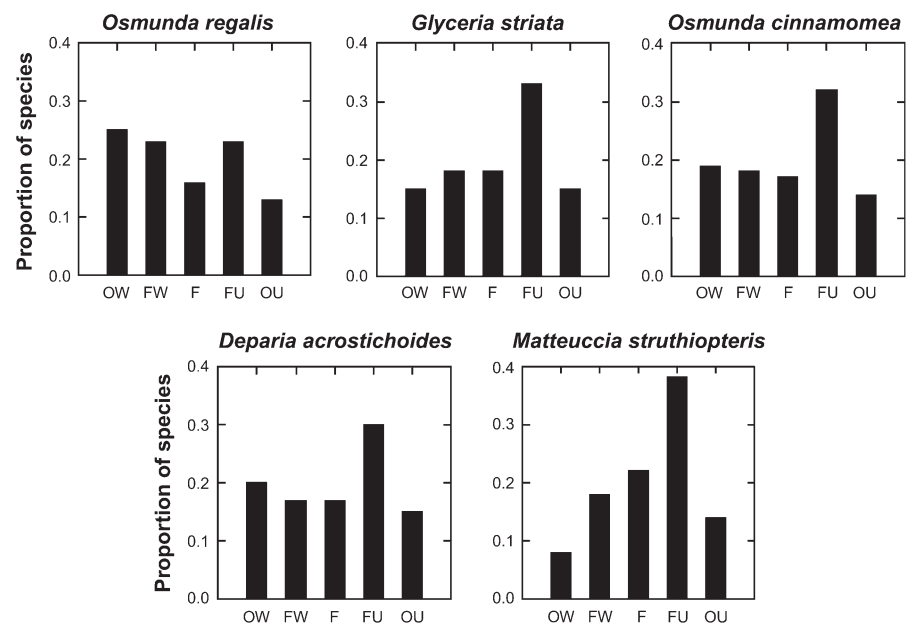 Osmunda regalis
Glyceria striata
Osmunda cinnamomea
Proportion of species
0.4
0.3
0.2
0.1
0.0
OW FW F FU OU
0.4
0.3
0.2
0.1
0.0
OW FW F FU OU
0.4
0.3
0.2
0.1
0.0
OW FW F FU OU
Deparia acrostichoides
Matteuccia struthiopteris
Proportion of species
0.4
0.3
0.2
0.1
0.0
OW FW F FU OU
0.4
0.3
0.2
0.1
0.0
OW FW F FU OU